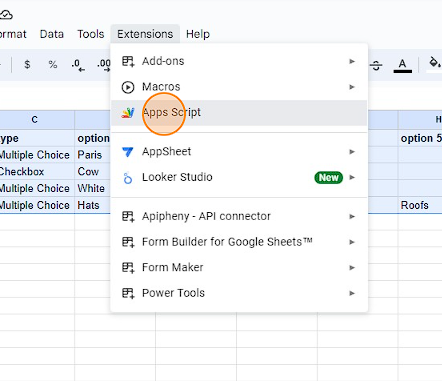 ormat Data Tools Extensions Help
$ % .0 .00 A
C H
ype option option 5
Multiple Choice Paris
Checkbox Cow
Multiple Choice White
Multiple Choice Hats Roofs
Add-ons
Macros
Apps Script
AppSheet
Looker Studio New
Apipheny - API connector
Form Builder for Google Sheets™
Form Maker
Power Tools